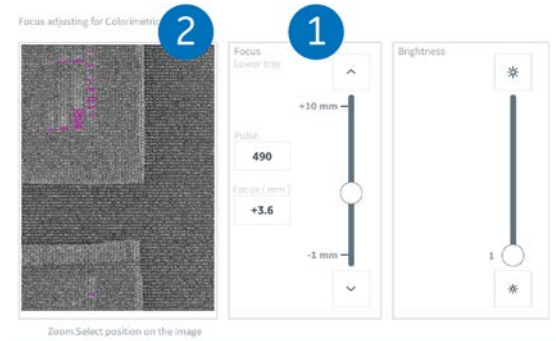 Focus adjusting for Colorimetric
2
1
Focus
Lower tray
+10 mm
Pulse
490
Focus ( mm )
+3.6
-1 mm
Brightness
1
Zoom:Select position on the image